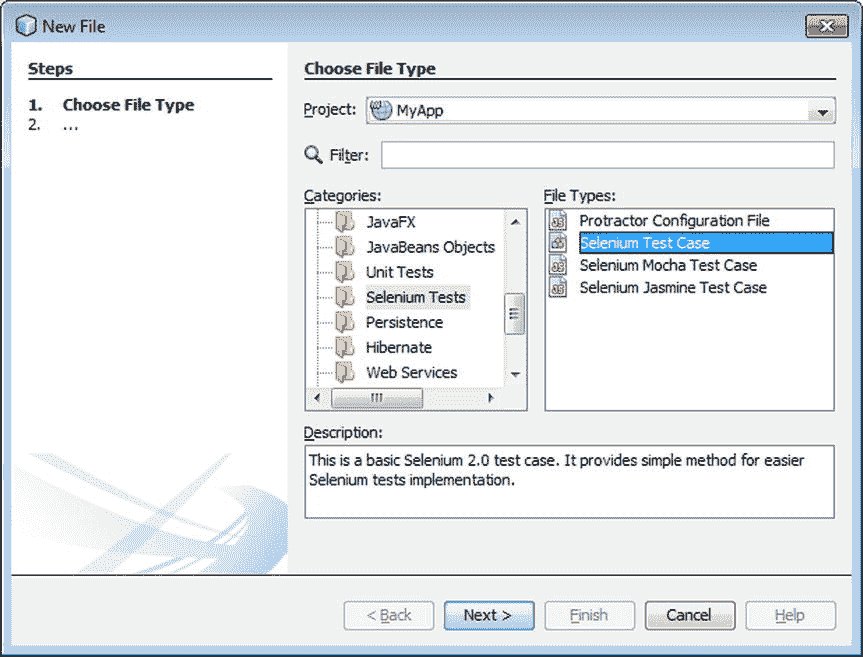 New File
Steps
1. Choose File Type
2. ...
Choose File Type
Project: MyApp
Filter:
Categories:
JavaFX
JavaBeans Objects
Unit Tests
Selenium Tests
Persistence
Hibernate
Web Services
File Types:
Protractor Configuration File
Selenium Test Case
Selenium Mocha Test Case
Selenium Jasmine Test Case
Description:
This is a basic Selenium 2.0 test case. It provides simple method for easier
Selenium tests implementation.
< Back Next > Finish Cancel Help